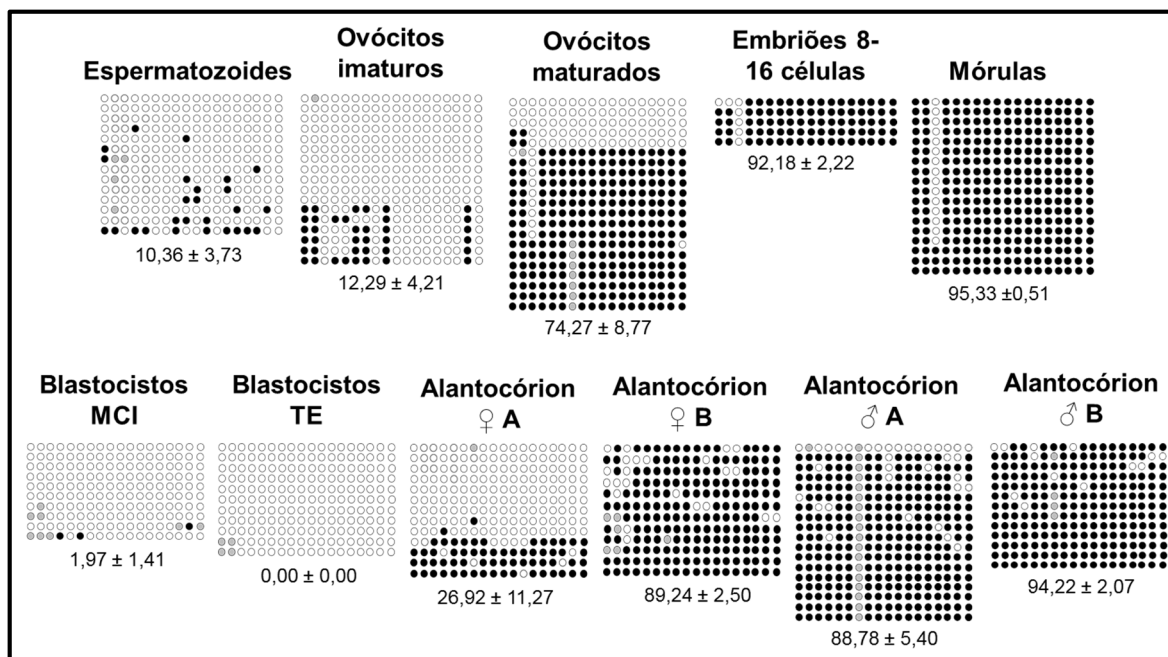 Espermatozoides
10,36 ± 3,73
Ovócitos
imaturos
12,29 ± 4,21
Ovócitos
maturados
74,27 ± 8,77
Embriões 8-
16 células
92,18 ± 2,22
Mórulas
95,33 ±0,51
Blastocistos
MCI
1,97 ± 1,41
Blastocistos
TE
0,00 ± 0,00
Alantocórion
♀ A
26,92 ± 11,27
Alantocórion
♀ B
89,24 ± 2,50
Alantocórion
♂ A
88,78 ± 5,40
Alantocórion
♂ B
94,22 ± 2,07